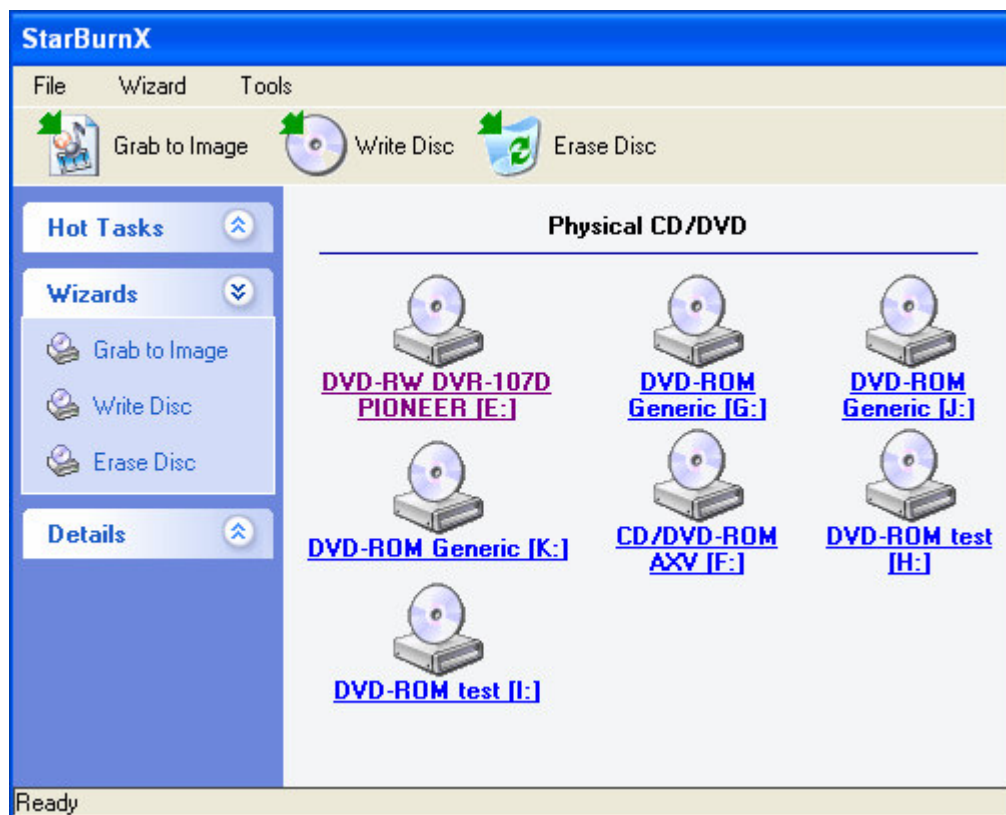 StarBurnX
File Wizard Tools
Grab to Image Write Disc Erase Disc
Hot Tasks
Wizards
Grab to Image
Write Disc
Erase Disc
Details
Physical CD/DVD
DVD-RW DVR-107D
PIONEER [E:]
DVD-ROM
Generic [G:]
DVD-ROM
Generic [J:]
DVD-ROM Generic [K:]
CD/DVD-ROM
AXV [F:]
DVD-ROM test
[H:]
DVD-ROM test [I:]
Ready